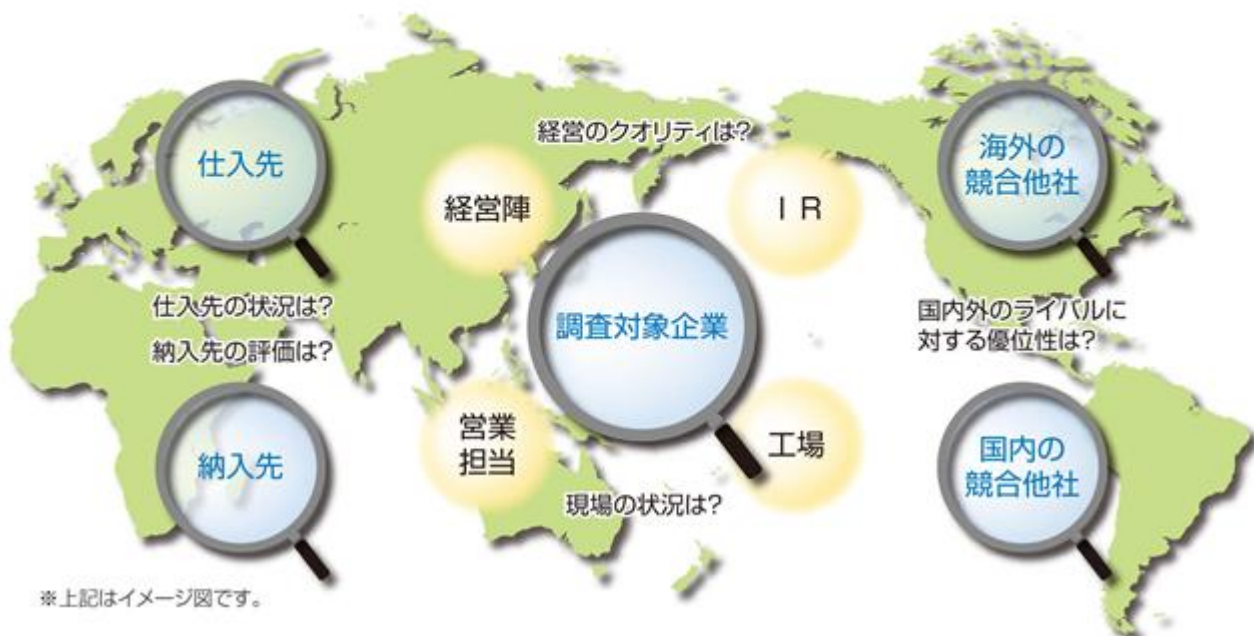 経営のクオリティは?
仕入先
海外の
競合他社
経営陣
ＩＲ
仕入先の状況は?
調査対象企業
国内外のライバルに
対する優位性は?
納入先の評価は?
営業
担当
工場
納入先
国内の
競合他社
現場の状況は?
※上記はイメージ図です。